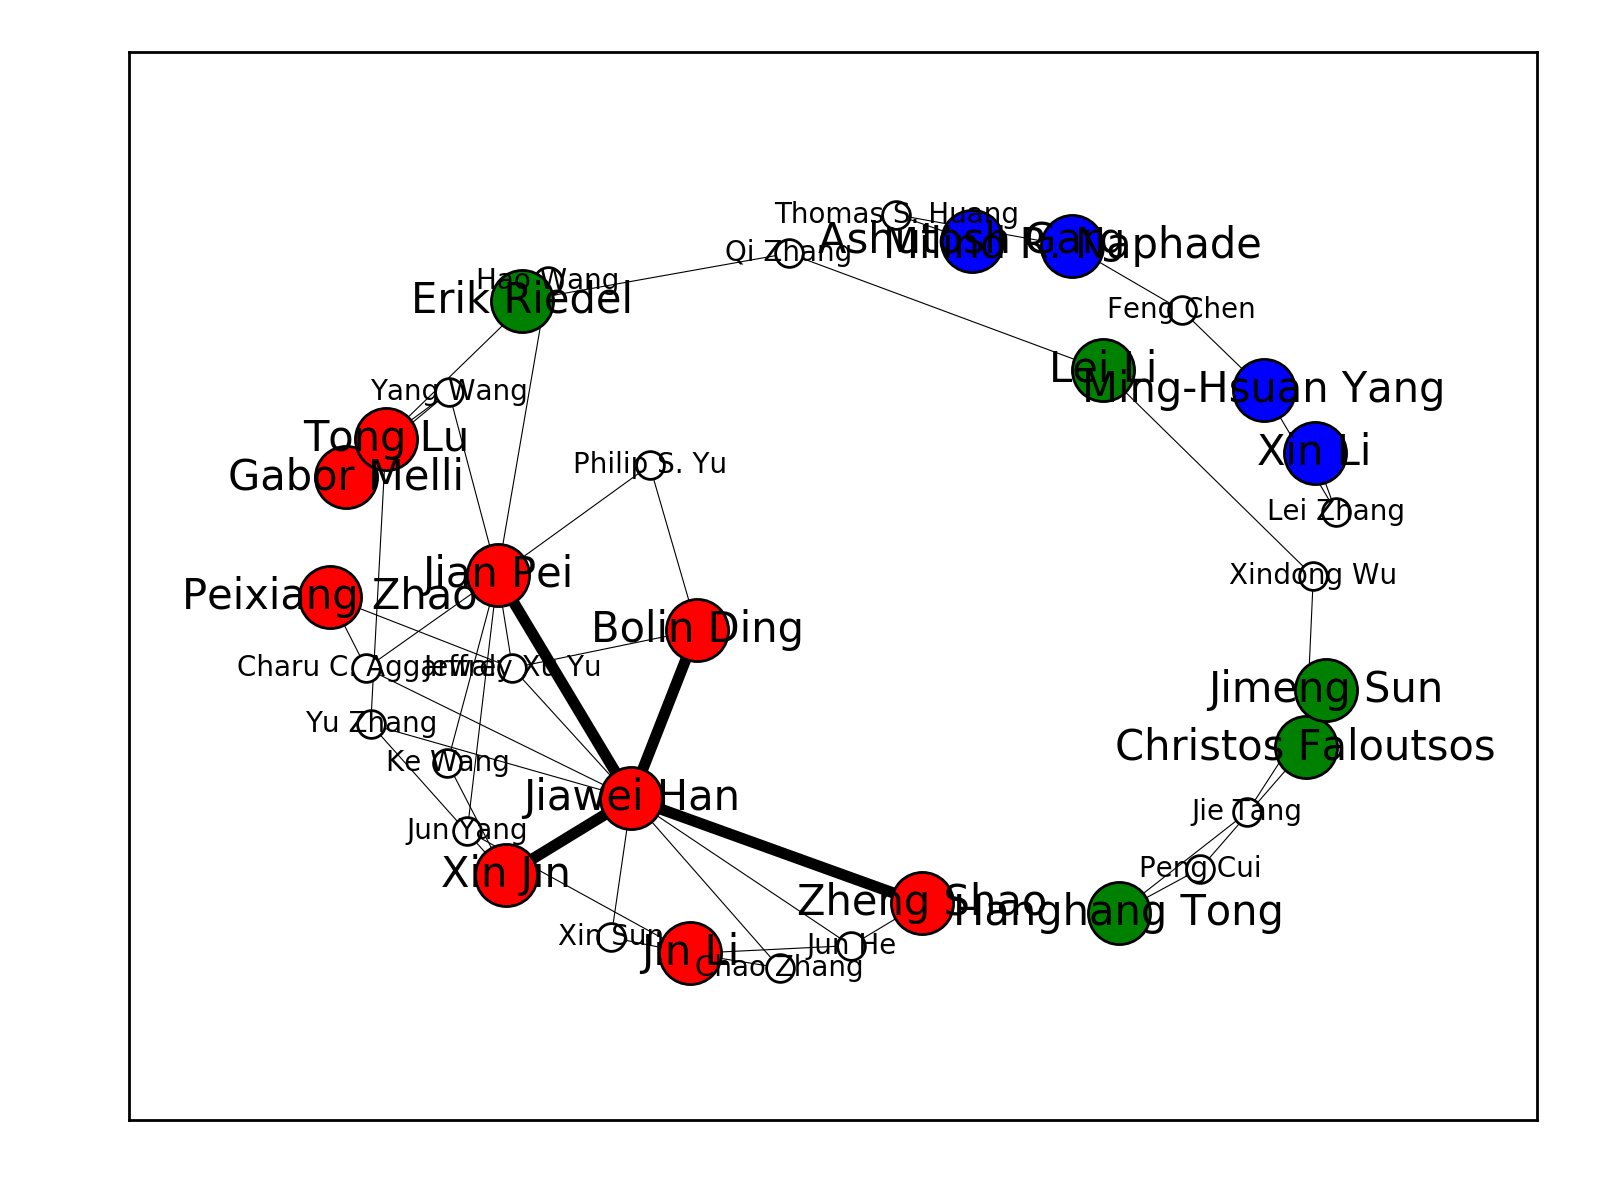 Thomas S. Huang
Ashutosh Garg
Milind R. Naphade
Qi Zhang
Hao Wang
Erik Riedel
Feng Chen
Lei Li
Ming-Hsuan Yang
Yang Wang
Tong Lu
Xin Li
Philip S. Yu
Gabor Melli
Lei Zhang
Jian Pei
Xindong Wu
Peixiang Zhao
Bolin Ding
Charu C. Aggarwal
Jeffrey Xu Yu
Jimeng Sun
Yu Zhang
Christos Faloutsos
Ke Wang
Jiawei Han
Jie Tang
Jun Yang
Peng Cui
Xin Jin
Zheng Shao
Hanghang Tong
Xin Sun
Jin Li
Jun He
Chao Zhang